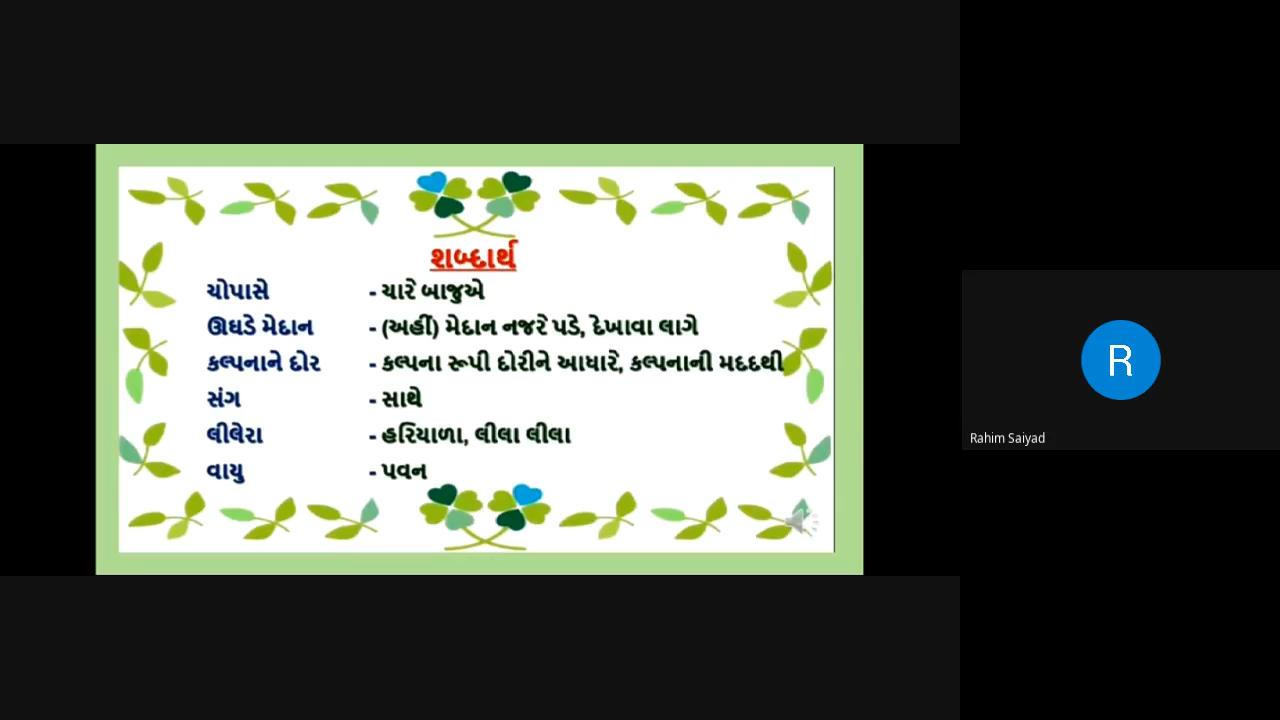 શબ્દાર્થ
ચોપાસે - ચારે બાજુએ
ઊઘડે મેદાન - (અહીં) મેદાન નજરે પડે, દેખાવા લાગે
કલ્પનાને દોર - કલ્પના રૂપી દોરીને આધારે, કલ્પનાની મદદથી
સંગ - સાથે
લીલેરા - હરિયાળા, લીલા લીલા
વાયુ - પવન
R
Rahim Saiyad